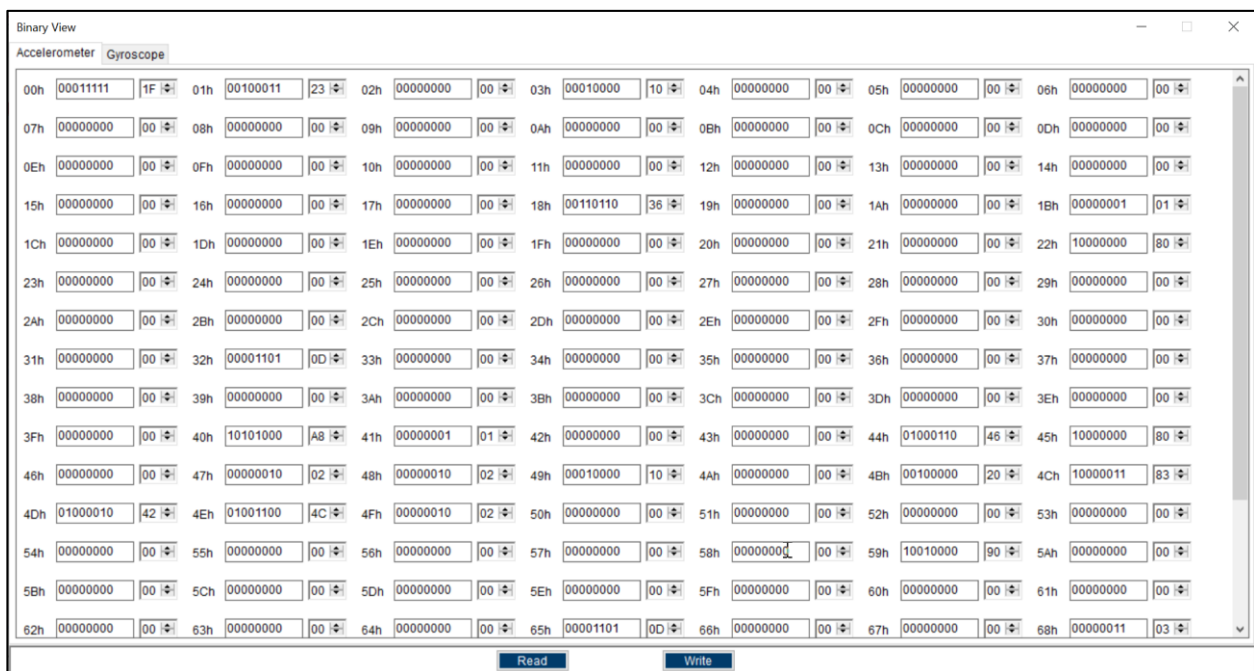 Binary View
Accelerometer Gyroscope
00h 00011111 1F 01h 00100011 23 02h 00000000 00 03h 00010000 10 04h 00000000 00 05h 00000000 00 06h 00000000 00
07h 00000000 00 08h 00000000 00 09h 00000000 00 0Ah 00000000 00 0Bh 00000000 00 0Ch 00000000 00 0Dh 00000000 00
0Eh 00000000 00 0Fh 00000000 00 10h 00000000 00 11h 00000000 00 12h 00000000 00 13h 00000000 00 14h 00000000 00
15h 00000000 00 16h 00000000 00 17h 00000000 00 18h 00110110 36 19h 00000000 00 1Ah 00000000 00 1Bh 00000001 01
1Ch 00000000 00 1Dh 00000000 00 1Eh 00000000 00 1Fh 00000000 00 20h 00000000 00 21h 00000000 00 22h 10000000 80
23h 00000000 00 24h 00000000 00 25h 00000000 00 26h 00000000 00 27h 00000000 00 28h 00000000 00 29h 00000000 00
2Ah 00000000 00 2Bh 00000000 00 2Ch 00000000 00 2Dh 00000000 00 2Eh 00000000 00 2Fh 00000000 00 30h 00000000 00
31h 00000000 00 32h 00001101 0D 33h 00000000 00 34h 00000000 00 35h 00000000 00 36h 00000000 00 37h 00000000 00
38h 00000000 00 39h 00000000 00 3Ah 00000000 00 3Bh 00000000 00 3Ch 00000000 00 3Dh 00000000 00 3Eh 00000000 00
3Fh 00000000 00 40h 10101000 A8 41h 00000001 01 42h 00000000 00 43h 00000000 00 44h 01000110 46 45h 10000000 80
46h 00000000 00 47h 00000010 02 48h 00000010 02 49h 00010000 10 4Ah 00000000 00 4Bh 00100000 20 4Ch 10000011 83
4Dh 01000010 42 4Eh 01001100 4C 4Fh 00000010 02 50h 00000000 00 51h 00000000 00 52h 00000000 00 53h 00000000 00
54h 00000000 00 55h 00000000 00 56h 00000000 00 57h 00000000 00 58h 00000000 00 59h 10010000 90 5Ah 00000000 00
5Bh 00000000 00 5Ch 00000000 00 5Dh 00000000 00 5Eh 00000000 00 5Fh 00000000 00 60h 00000000 00 61h 00000000 00
62h 00000000 00 63h 00000000 00 64h 00000000 00 65h 00001101 0D 66h 00000000 00 67h 00000000 00 68h 00000011 03
Read Write